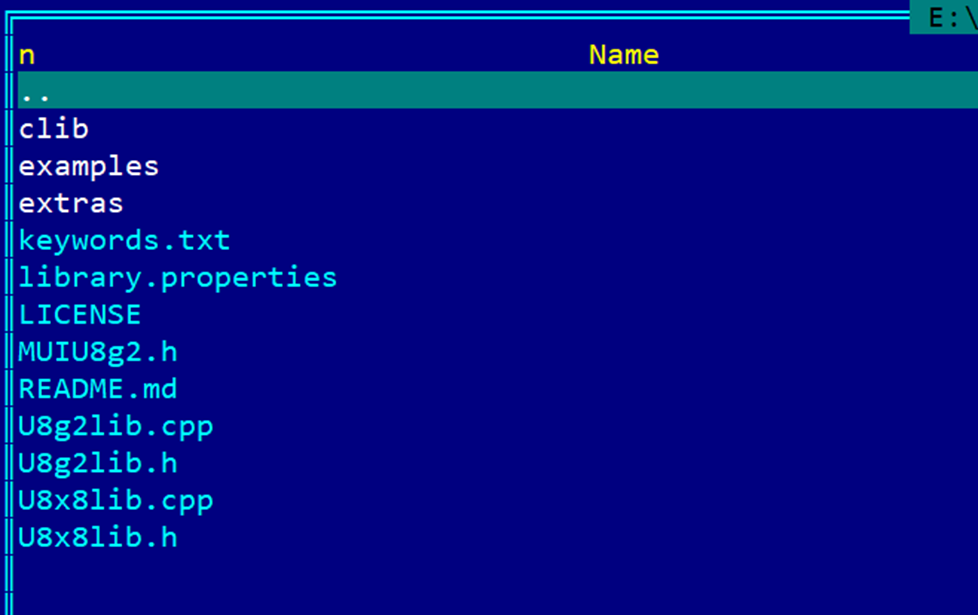 E:\
n Name
..
clib
examples
extras
keywords.txt
library.properties
LICENSE
MUIU8g2.h
README.md
U8g2lib.cpp
U8g2lib.h
U8x8lib.cpp
U8x8lib.h